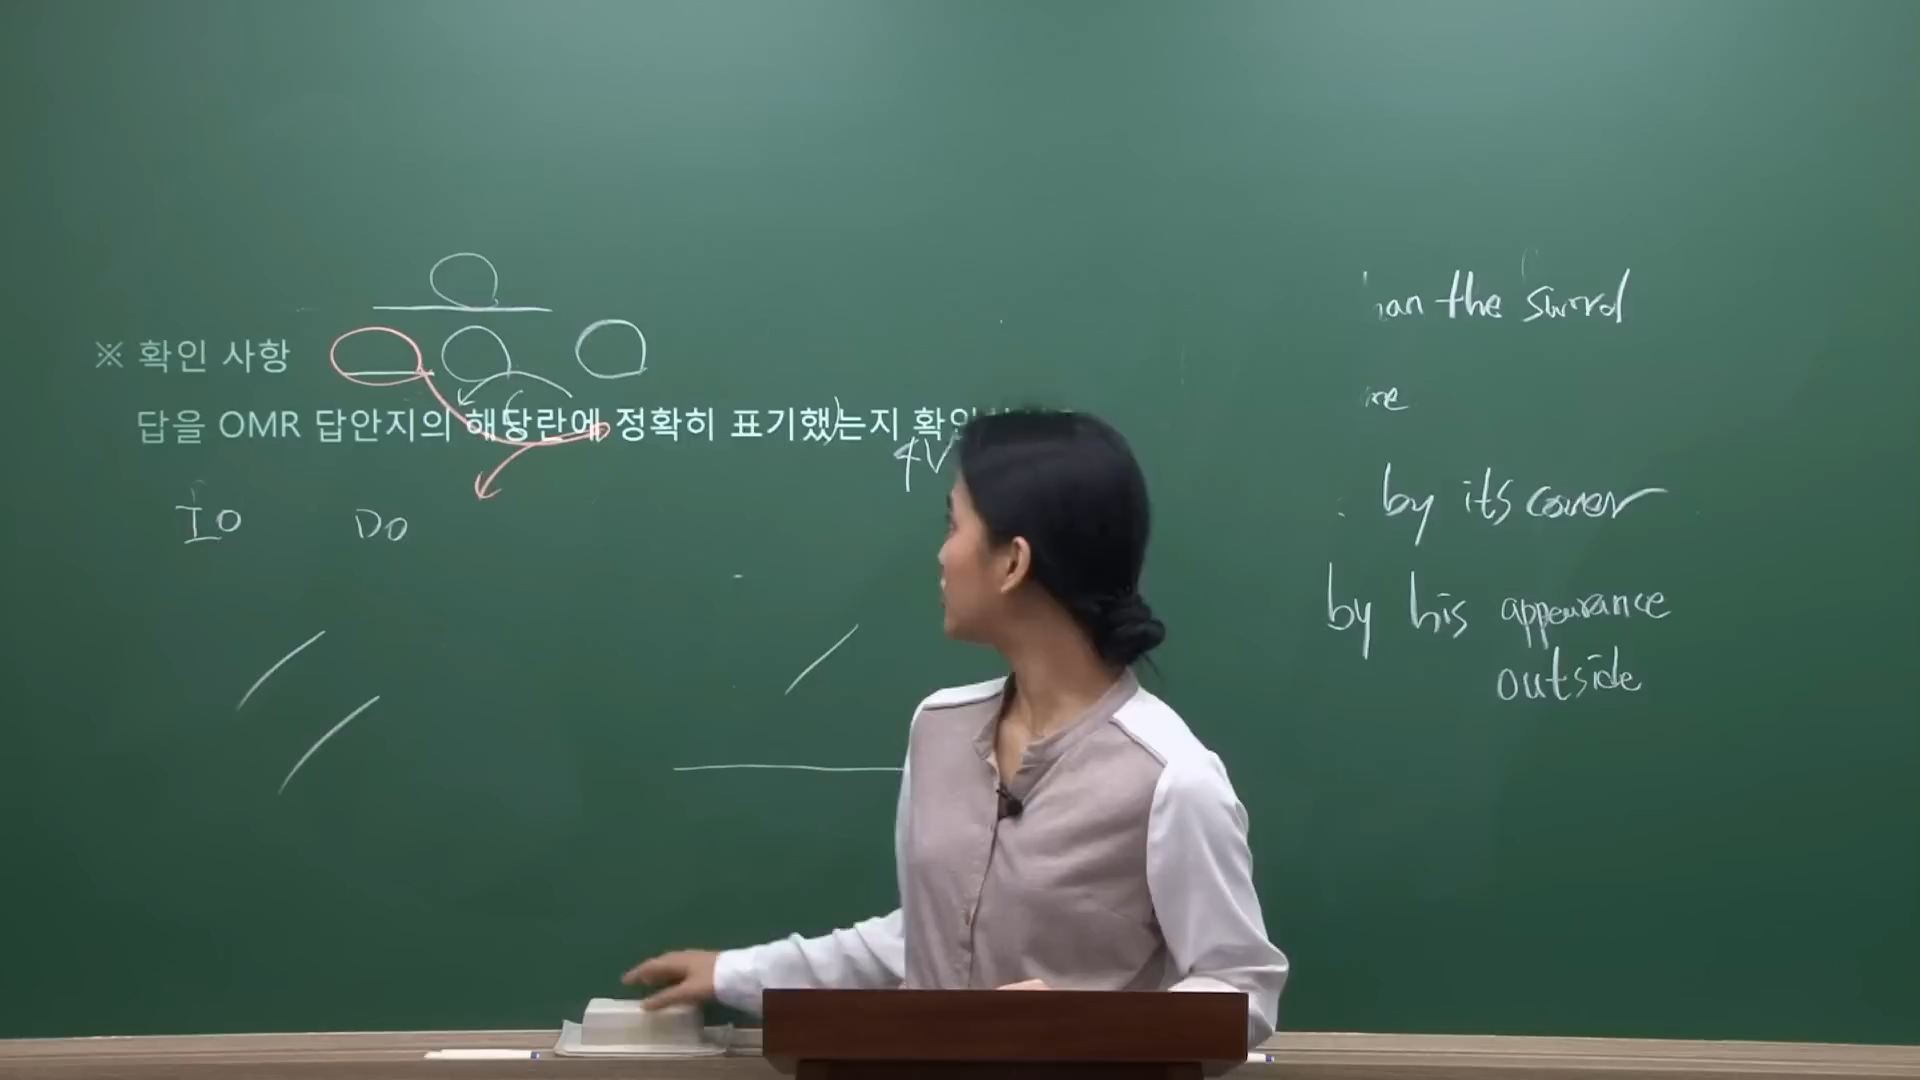 ※ 확인 사항
답을 OMR 답안지의 해당란에 정확히 표기했는지 확인
4V
IO DO
the sword
by its cover
by his appearance
outside